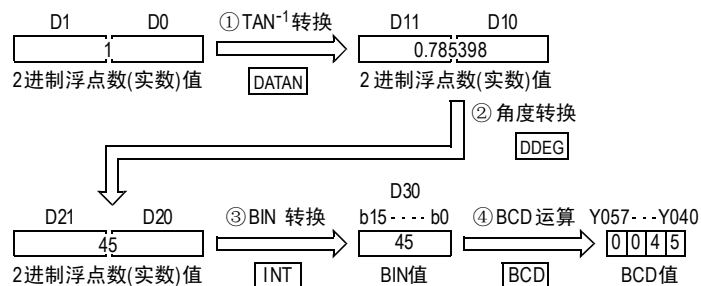 D1 D0 ①TAN⁻¹转换 D11 D10
1 0.785398
2进制浮点数(实数)值 DATAN 2进制浮点数(实数)值
②角度转换
DDEG
D30
D21 D20 ③BIN 转换 b15----b0 ④BCD运算 Y057---Y040
45 45 0 0 4 5
2进制浮点数(实数)值 INT BIN值 BCD BCD值